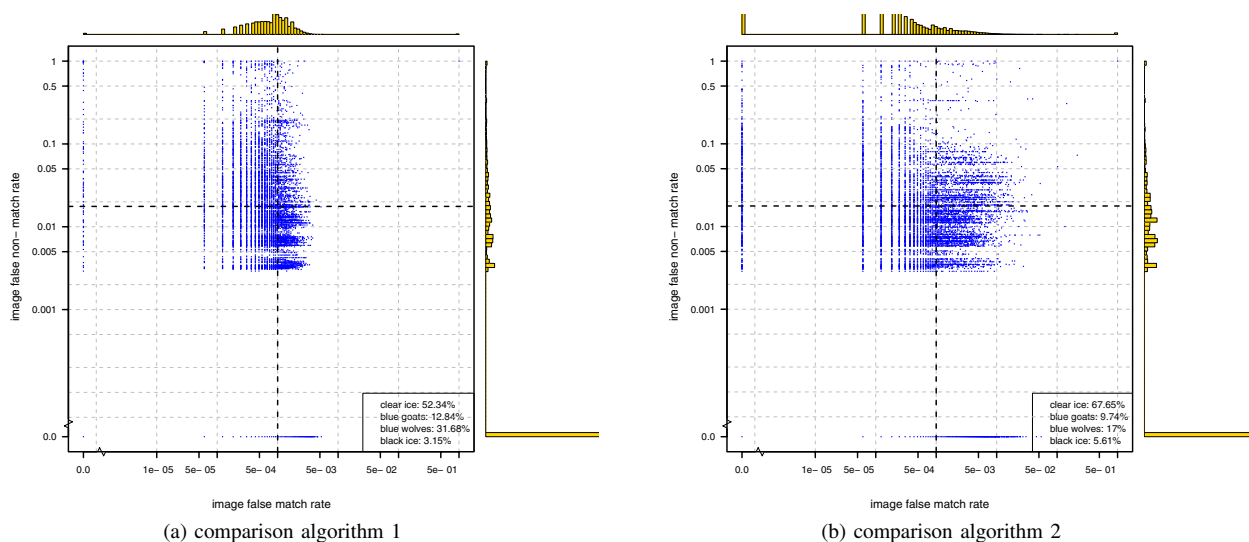 image false non− match rate
1
0.5
0.1
0.05
0.01
0.005
0.001
0.0
clear ice: 52.34%
blue goats: 12.84%
blue wolves: 31.68%
black ice: 3.15%
0.0 1e− 05 5e− 05 5e− 04 5e− 03 5e− 02 5e− 01
image false match rate
(a) comparison algorithm 1
image false non− match rate
1
0.5
0.1
0.05
0.01
0.005
0.001
0.0
clear ice: 67.65%
blue goats: 9.74%
blue wolves: 17%
black ice: 5.61%
0.0 1e− 05 5e− 05 5e− 04 5e− 03 5e− 02 5e− 01
image false match rate
(b) comparison algorithm 2